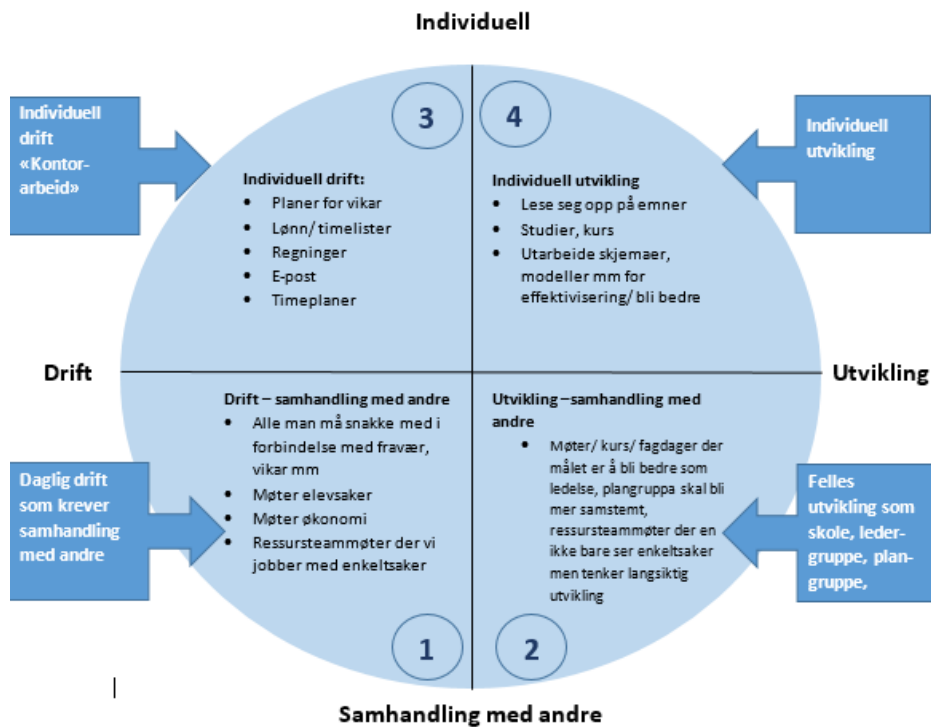 Individuell
Individuell
drift
«Kontor-
arbeid»
3
4
Individuell
utvikling
Individuell drift:
• Planer for vikar
• Lønn/ timelister
• Regninger
• E-post
• Timeplaner
Individuell utvikling
• Lese seg opp på emner
• Studier, kurs
• Utarbeide skjemaer,
modeller mm for
effektivisering/ bli bedre
Drift
Utvikling
Drift – samhandling med andre
• Alle man må snakke med i
forbindelse med fravær,
vikar mm
• Møter elevsaker
• Møter økonomi
• Ressursteammøter der vi
jobber med enkeltsaker
Utvikling –samhandling med
andre
• Møter/ kurs/ fagdager der
målet er å bli bedre som
ledelse, plangruppa skal bli
mer samstemt,
ressursteammøter der en
ikke bare ser enkeltsaker
men tenker langsiktig
utvikling
Daglig drift
som krever
samhandling
med andre
Felles
utvikling som
skole, leder-
gruppe, plan-
gruppe,
1
2
Samhandling med andre